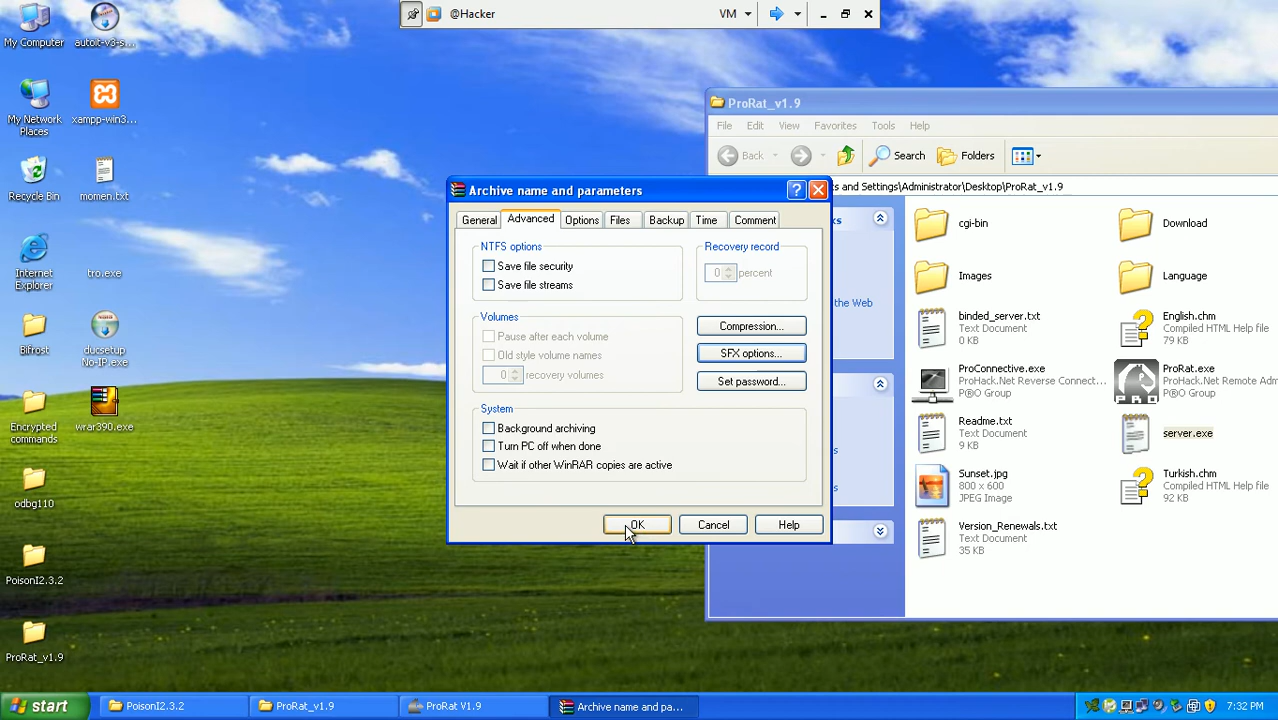 @Hacker
VM
My Computer
autoit-v3-s...
My Network
Places
xampp-win3...
Recycle Bin
momen.txt
Internet
Explorer
tro.exe
Bifrost
ducsetup
No-IP.exe
Encrypted
commands
wrar390.exe
odbg110
PoisonI2.3.2
ProRat_v1.9
ProRat_v1.9
File Edit View Favorites Tools Help
Back
Search
Folders
s and Settings\Administrator\Desktop\ProRat_v1.9
ks
the Web
s
s
cgi-bin
Download
Images
Language
binded_server.txt
Text Document
0 KB
English.chm
Compiled HTML Help file
79 KB
ProConnective.exe
ProHack.Net Reverse Connect...
P®O Group
ProRat.exe
ProHack.Net Remote Adm
P®O Group
PRO
Readme.txt
Text Document
9 KB
server.exe
Sunset.jpg
800 x 600
JPEG Image
Turkish.chm
Compiled HTML Help file
92 KB
Version_Renewals.txt
Text Document
35 KB
Archive name and parameters
General Advanced Options Files Backup Time Comment
NTFS options
Save file security
Save file streams
Recovery record
0 percent
Volumes
Pause after each volume
Old style volume names
0 recovery volumes
Compression...
SFX options...
Set password...
System
Background archiving
Turn PC off when done
Wait if other WinRAR copies are active
OK
Cancel
Help
start
PoisonI2.3.2
ProRat_v1.9
ProRat V1.9
Archive name and pa...
7:32 PM